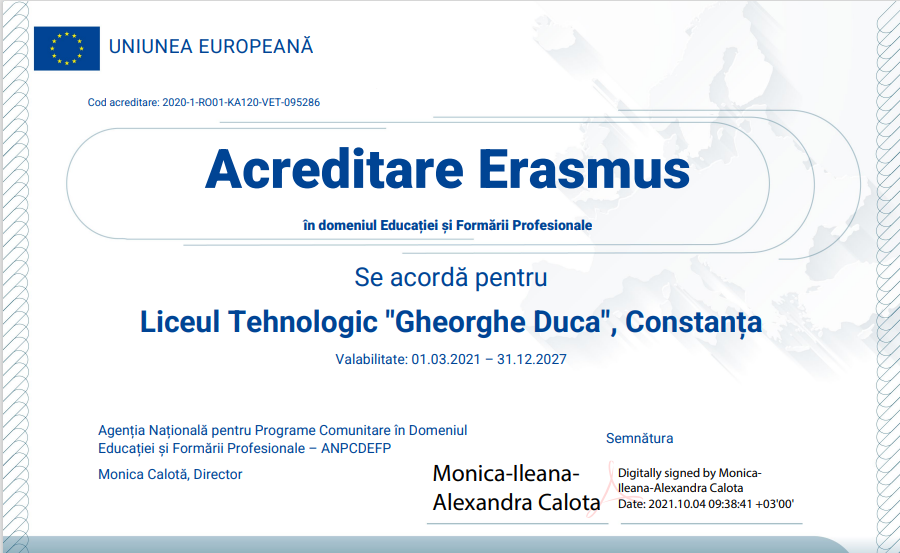 UNIUNEA EUROPEANĂ
Cod acreditare: 2020-1-RO01-KA120-VET-095286
Acreditare Erasmus
în domeniul Educației și Formării Profesionale
Se acordă pentru
Liceul Tehnologic "Gheorghe Duca", Constanța
Valabilitate: 01.03.2021 – 31.12.2027
Agenția Națională pentru Programe Comunitare în Domeniul
Educației și Formării Profesionale – ANPCDEFP
Monica Calotă, Director
Semnătura
Monica-Ileana-
Alexandra Calota
Digitally signed by Monica-
Ileana-Alexandra Calota
Date: 2021.10.04 09:38:41 +03'00'